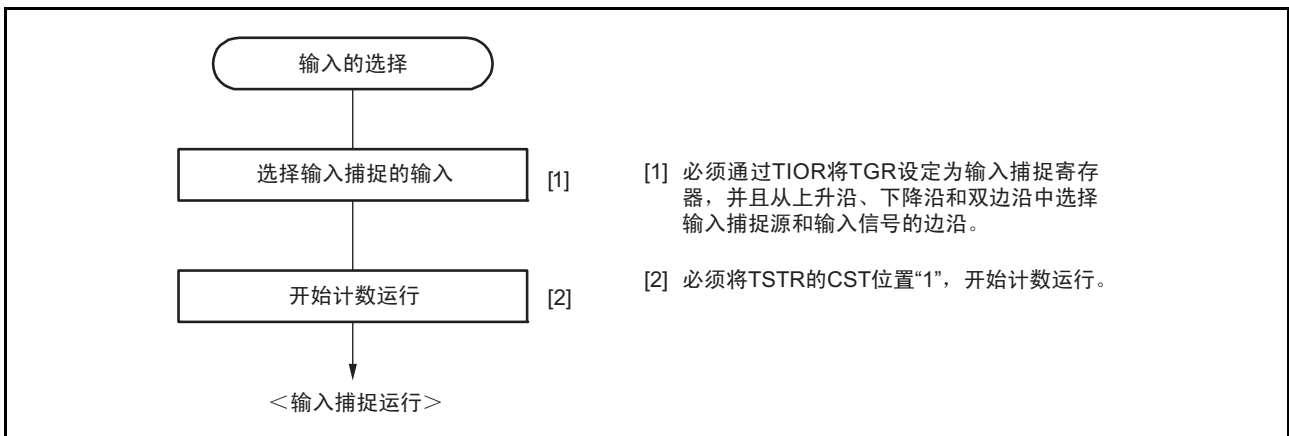 输入的选择
选择输入捕捉的输入
[1]
[1] 必须通过TIOR将TGR设定为输入捕捉寄存
器，并且从上升沿、下降沿和双边沿中选择
输入捕捉源和输入信号的边沿。
开始计数运行
[2]
[2] 必须将TSTR的CST位置“1”，开始计数运行。
＜输入捕捉运行＞